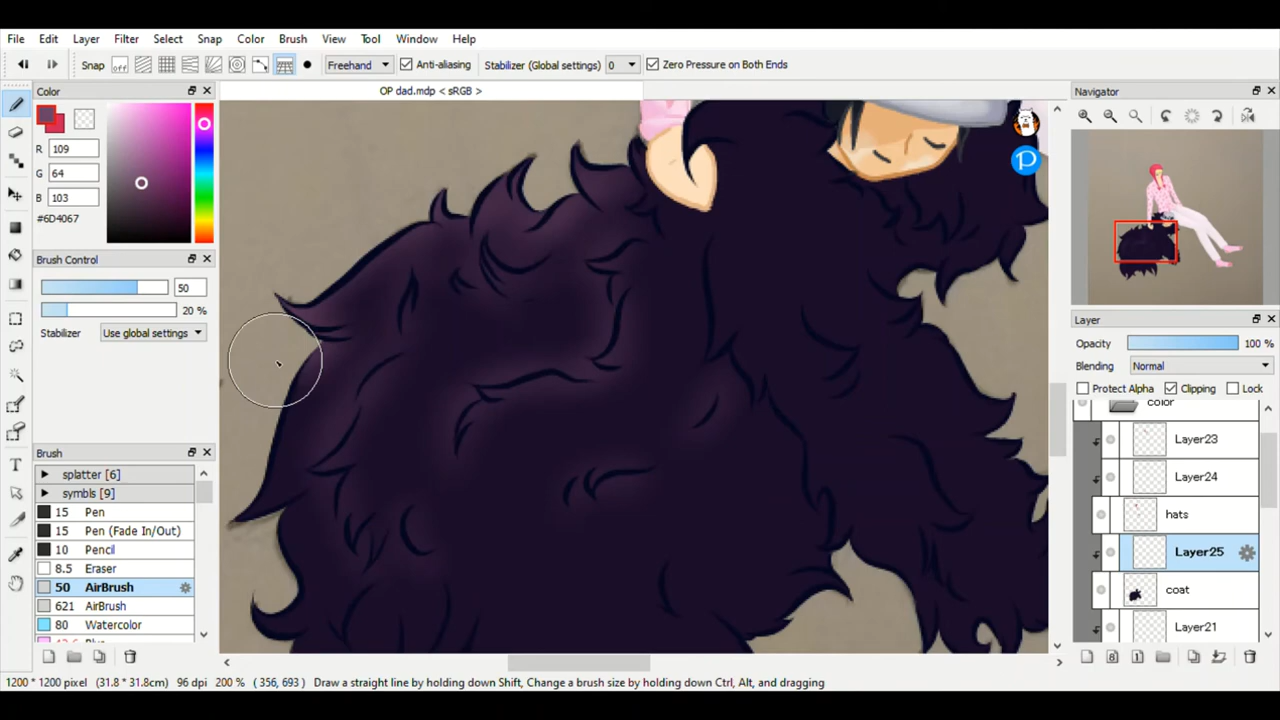 File Edit Layer Filter Select Snap Color Brush View Tool Window Help
Snap off Freehand Anti-aliasing Stabilizer (Global settings) 0 Zero Pressure on Both Ends
Color
OP dad.mdp < sRGB >
R 109
G 64
B 103
#6D4067
Brush Control
50
20 %
Stabilizer Use global settings
Brush
splatter [6]
symbls [9]
15 Pen
15 Pen (Fade In/Out)
10 Pencil
8.5 Eraser
50 AirBrush
621 AirBrush
80 Watercolor
Navigator
Layer
Opacity 100 %
Blending Normal
Protect Alpha Clipping Lock
color
Layer23
Layer24
hats
Layer25
coat
Layer21
1200 * 1200 pixel (31.8 * 31.8cm) 96 dpi 200 % ( 356, 693 ) Draw a straight line by holding down Shift, Change a brush size by holding down Ctrl, Alt, and dragging